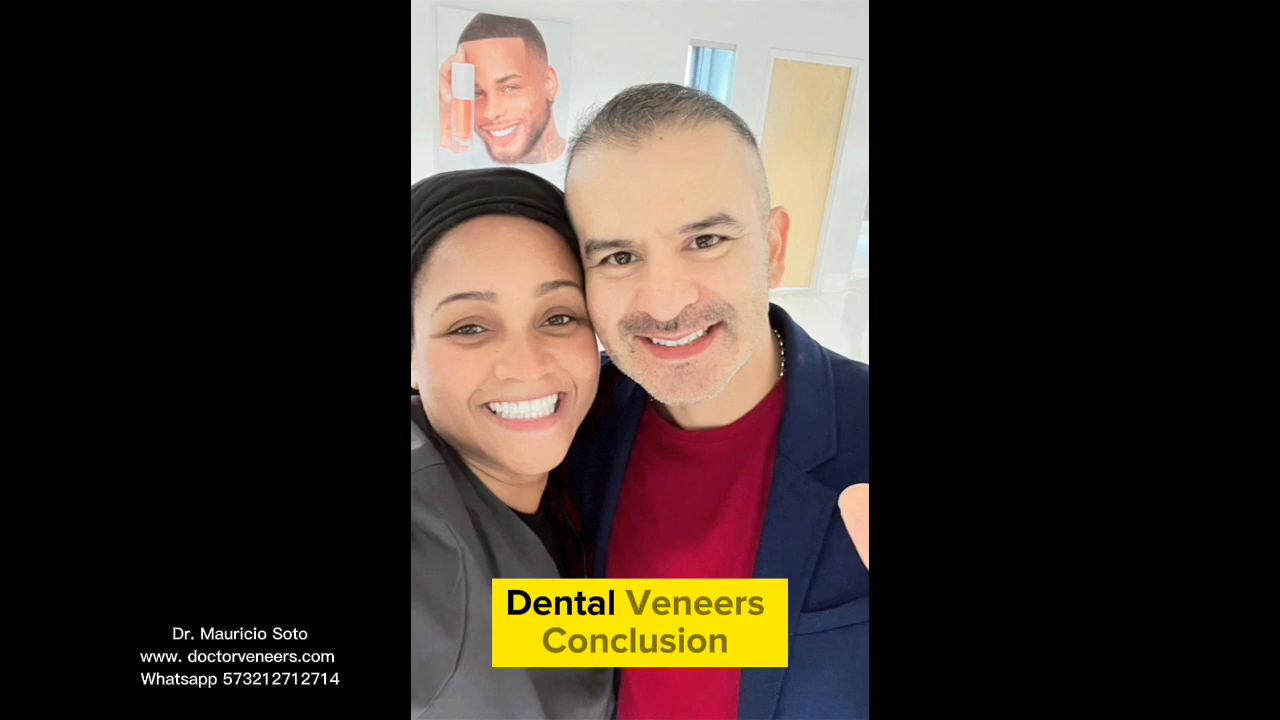 Dental Veneers
Conclusion
Dr. Mauricio Soto
www. doctorveneers.com
Whatsapp 573212712714